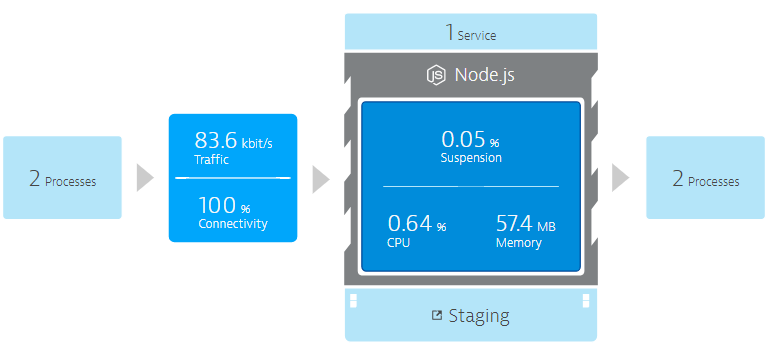 1 Service
JS Node.js
2 Processes
83.6 kbit/s
Traffic
100 %
Connectivity
0.05 %
Suspension
0.64 %
CPU
57.4 MB
Memory
2 Processes
Staging